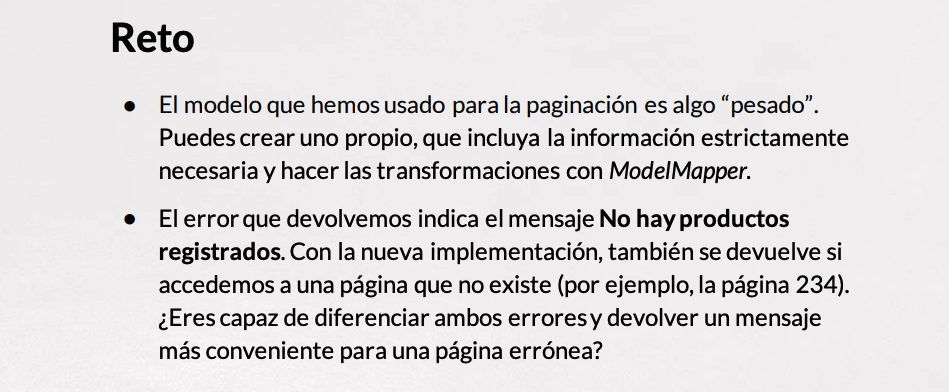 Reto
● El modelo que hemos usado para la paginación es algo “pesado”.
Puedes crear uno propio, que incluya la información estrictamente
necesaria y hacer las transformaciones con ModelMapper.
● El error que devolvemos indica el mensaje No hay productos
registrados. Con la nueva implementación, también se devuelve si
accedemos a una página que no existe (por ejemplo, la página 234).
¿Eres capaz de diferenciar ambos errores y devolver un mensaje
más conveniente para una página errónea?